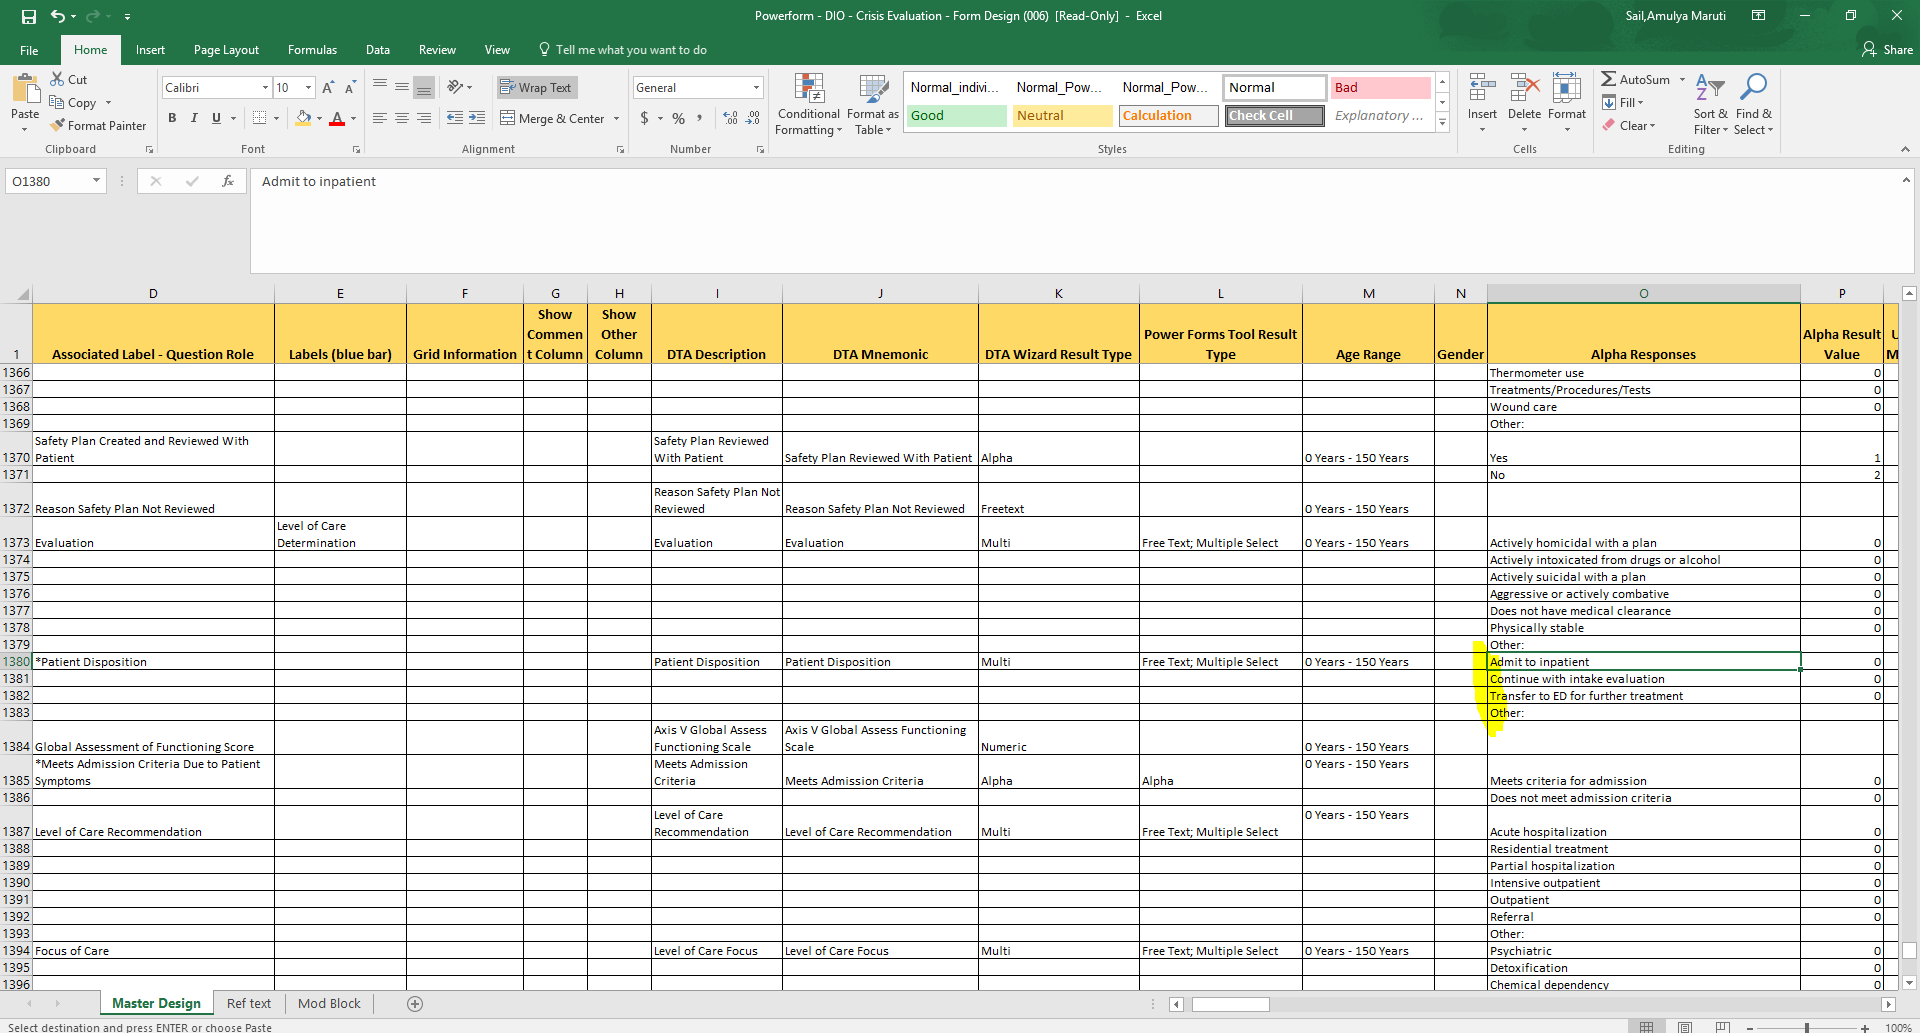 Powerform - DIO - Crisis Evaluation - Form Design (006) [Read-Only] - Excel
Sail,Amulya Maruti
File Home Insert Page Layout Formulas Data Review View Tell me what you want to do Share
Paste Cut Copy Format Painter Clipboard
Calibri 10 A A B I U A Font
Wrap Text Merge & Center Alignment
General $ % , .00 Number
Conditional Formatting Format as Table
Normal_indivi... Normal_Pow... Normal_Pow... Normal Bad
Good Neutral Calculation Check Cell Explanatory ...
Styles
Insert Delete Format Cells
AutoSum Fill Clear Sort & Filter Find & Select Editing
O1380 fx Admit to inpatient
D E F G H I J K L M N O P
1 Associated Label - Question Role Labels (blue bar) Grid Information Show Comment Column Show Other Column DTA Description DTA Mnemonic DTA Wizard Result Type Power Forms Tool Result Type Age Range Gender Alpha Responses Alpha Result Value U M
1366 Thermometer use 0
1367 Treatments/Procedures/Tests 0
1368 Wound care 0
1369 Other:
1370 Safety Plan Created and Reviewed With Patient Safety Plan Reviewed With Patient Safety Plan Reviewed With Patient Alpha 0 Years - 150 Years Yes 1
1371 No 2
1372 Reason Safety Plan Not Reviewed Reason Safety Plan Not Reviewed Reason Safety Plan Not Reviewed Freetext 0 Years - 150 Years
1373 Evaluation Level of Care Determination Evaluation Evaluation Multi Free Text; Multiple Select 0 Years - 150 Years Actively homicidal with a plan 0
1374 Actively intoxicated from drugs or alcohol 0
1375 Actively suicidal with a plan 0
1376 Aggressive or actively combative 0
1377 Does not have medical clearance 0
1378 Physically stable 0
1379 Other:
1380 *Patient Disposition Patient Disposition Patient Disposition Multi Free Text; Multiple Select 0 Years - 150 Years Admit to inpatient 0
1381 Continue with intake evaluation 0
1382 Transfer to ED for further treatment 0
1383 Other:
1384 Global Assessment of Functioning Score Axis V Global Assess Functioning Scale Axis V Global Assess Functioning Scale Numeric 0 Years - 150 Years
1385 *Meets Admission Criteria Due to Patient Symptoms Meets Admission Criteria Meets Admission Criteria Alpha Alpha 0 Years - 150 Years Meets criteria for admission 0
1386 Does not meet admission criteria 0
1387 Level of Care Recommendation Level of Care Recommendation Level of Care Recommendation Multi Free Text; Multiple Select 0 Years - 150 Years Acute hospitalization 0
1388 Residential treatment 0
1389 Partial hospitalization 0
1390 Intensive outpatient 0
1391 Outpatient 0
1392 Referral 0
1393 Other:
1394 Focus of Care Level of Care Focus Level of Care Focus Multi Free Text; Multiple Select 0 Years - 150 Years Psychiatric 0
1395 Detoxification 0
1396 Chemical dependency 0
Master Design Ref text Mod Block
Select destination and press ENTER or choose Paste 100%